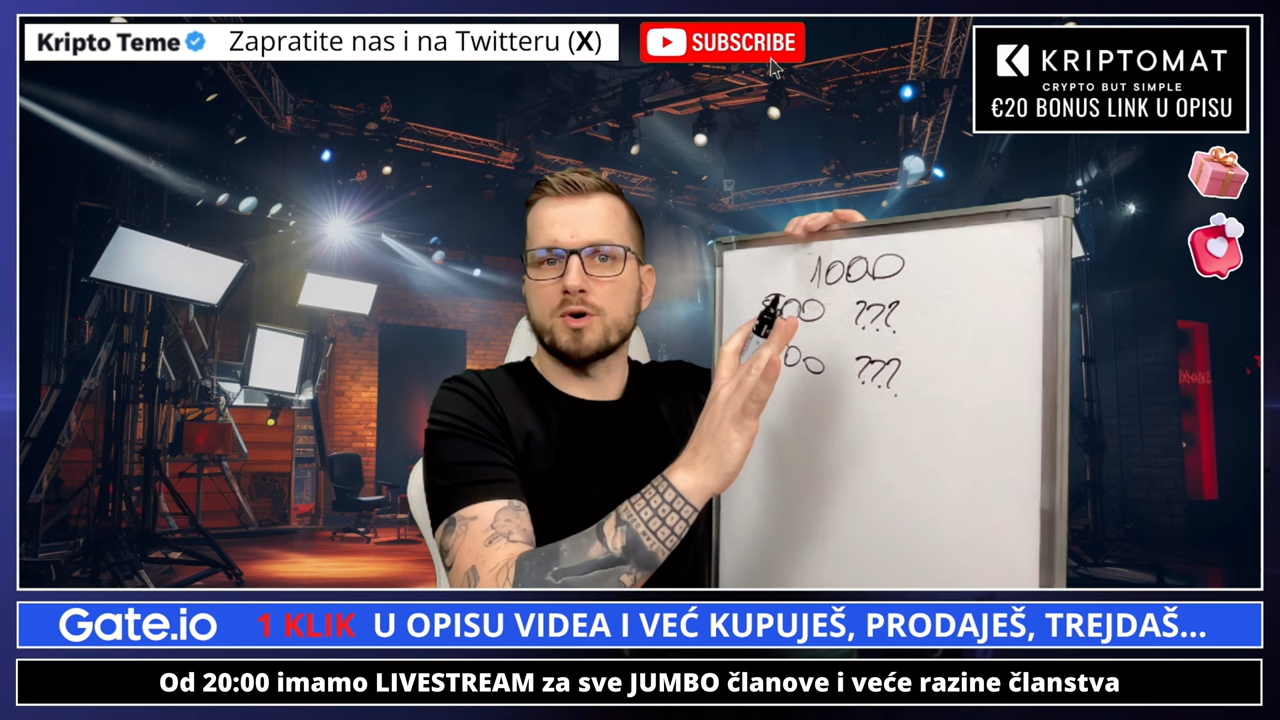 Kripto Teme Zapratite nas i na Twitteru (X)
SUBSCRIBE
KRIPTOMAT
CRYPTO BUT SIMPLE
€20 BONUS LINK U OPISU
1000
???
???
Gate.io 1 KLIK U OPISU VIDEA I VEĆ KUPUJEŠ, PRODAJEŠ, TREJDAŠ...
Od 20:00 imamo LIVESTREAM za sve JUMBO članove i veće razine članstva